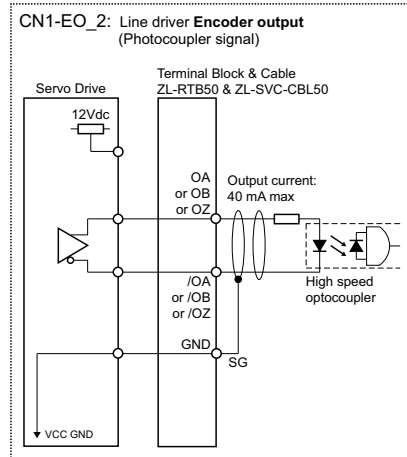 CN1-EO_2: Line driver Encoder output
(Photocoupler signal)
Terminal Block & Cable
Servo Drive
ZL-RTB50 & ZL-SVC-CBL50
12Vdc
OA
or OB
or OZ
Output current:
40 mA max
/OA
or /OB
or /OZ
High speed
optocoupler
GND
SG
VCC GND